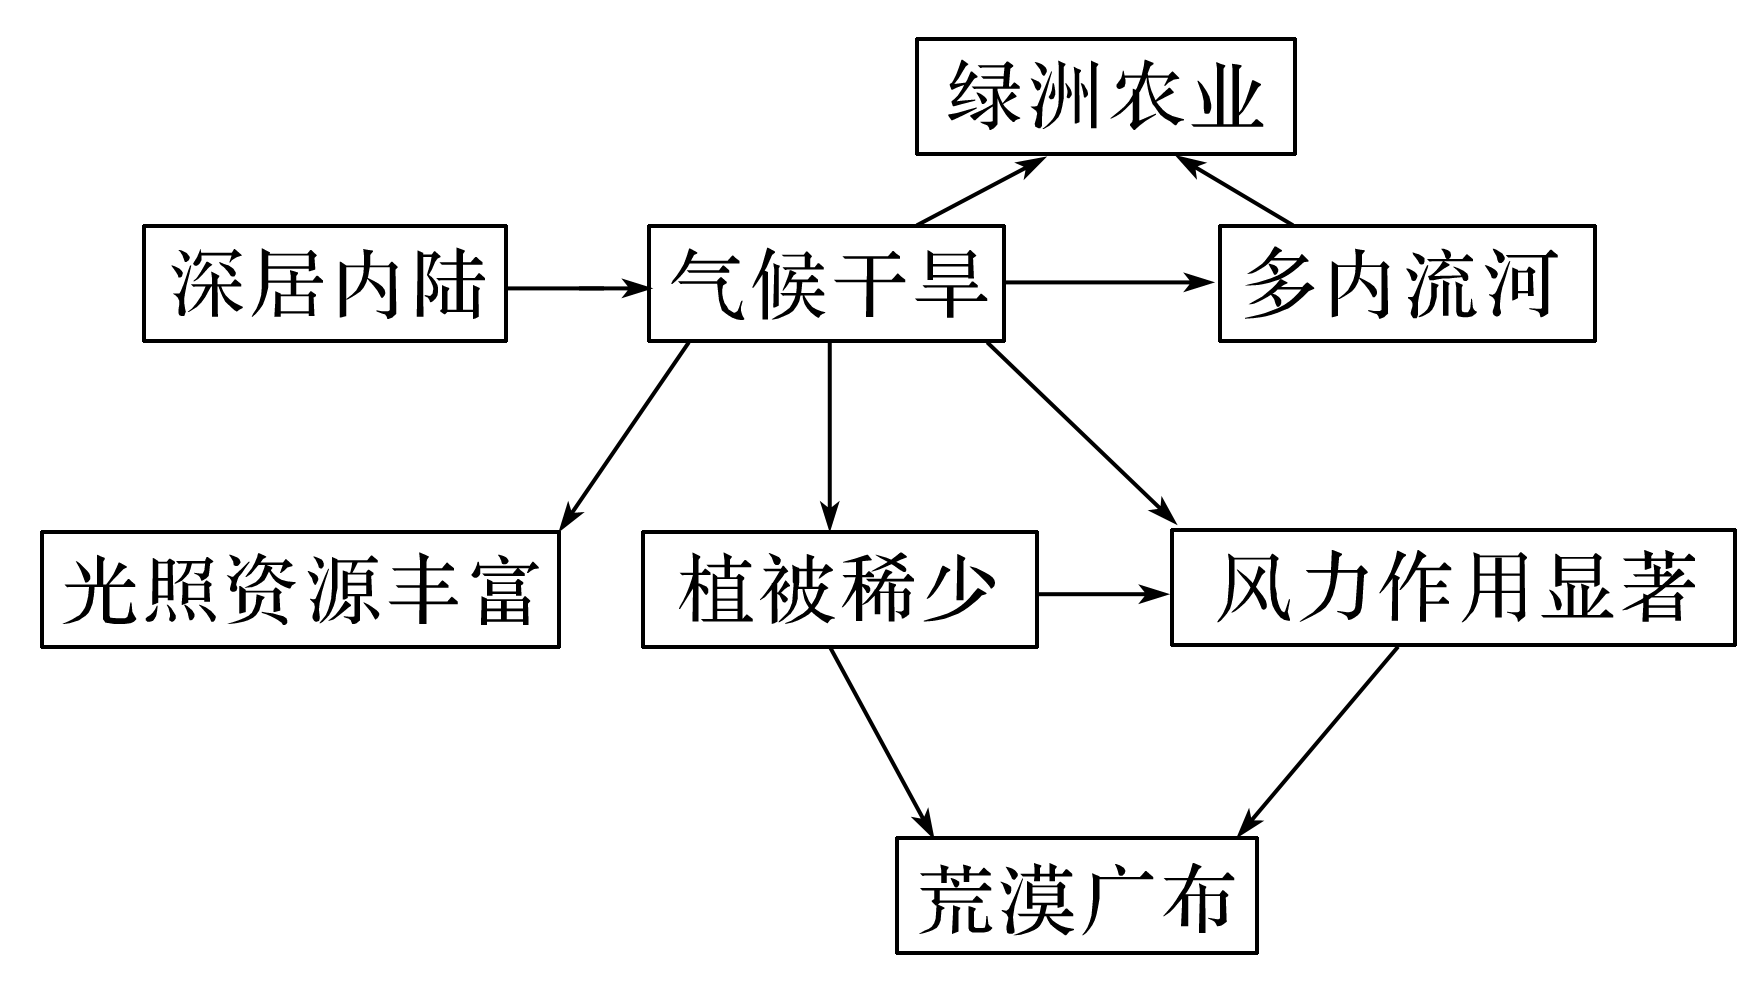 绿洲农业
深居内陆
气候干旱
多内流河
光照资源丰富
植被稀少
风力作用显著
荒漠广布